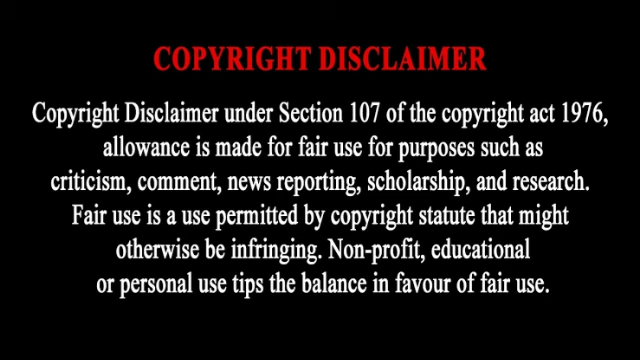 COPYRIGHT DISCLAIMER
Copyright Disclaimer under Section 107 of the copyright act 1976,
allowance is made for fair use for purposes such as
criticism, comment, news reporting, scholarship, and research.
Fair use is a use permitted by copyright statute that might
otherwise be infringing. Non-profit, educational
or personal use tips the balance in favour of fair use.